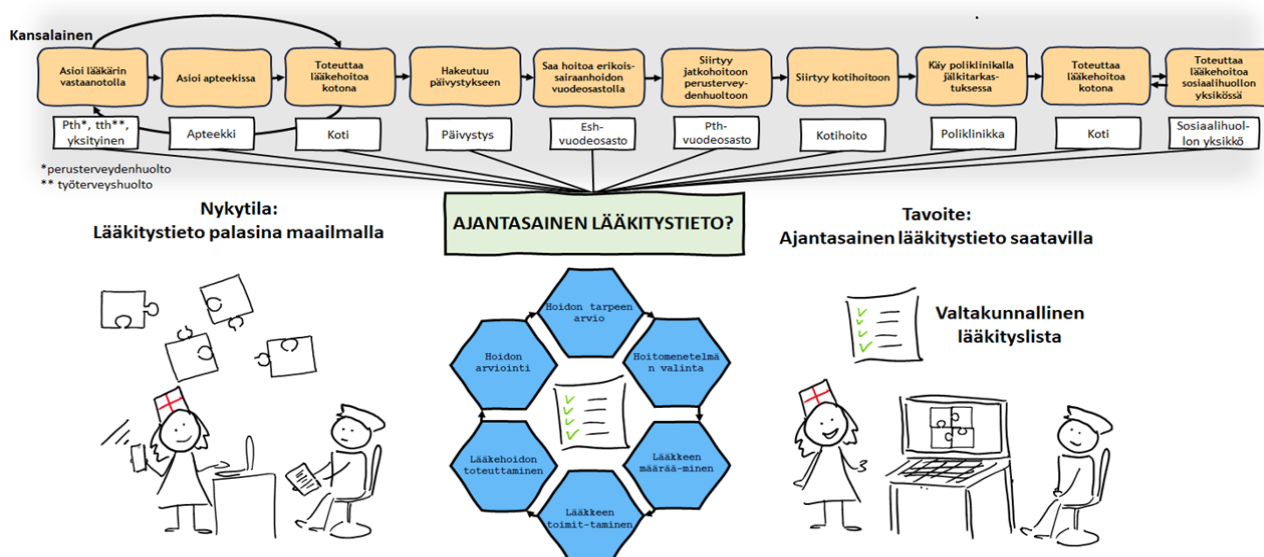 Kansalainen
Asioi lääkärin
vastaanotolla
Asioi apteekissa
Toteuttaa
lääkehoitoa
kotona
Hakeutuu
päivystykseen
Saa hoitoa erikois-
sairaanhoidon
vuodeosastolla
Siirtyy
jatkohoitoon
perustervey-
denhuoltoon
Siirtyy kotihoitoon
Käy poliklinikalla
jälkitarkas-
tuksessa
Toteuttaa
lääkehoitoa
kotona
Toteuttaa
lääkehoitoa
sosiaalihuollon
yksikössä
Pth*, tth**,
yksityinen
Apteekki
Koti
Päivystys
Esh-
vuodeosasto
Pth-
vuodeosasto
Kotihoito
Poliklinikka
Koti
Sosiaalihuol-
lon yksikkö
*perusterveydenhuolto
** työterveyshuolto
Nykytila:
Lääkitystieto palasina maailmalla
AJANTASAINEN LÄÄKITYSTIETO?
Tavoite:
Ajantasainen lääkitystieto saatavilla
Hoidon tarpeen
arvio
Hoitomenetelmä
n valinta
Lääkkeen
määrää-minen
Lääkkeen
toimit-taminen
Lääkehoidon
toteuttaminen
Hoidon
arviointi
Valtakunnallinen
lääkityslista